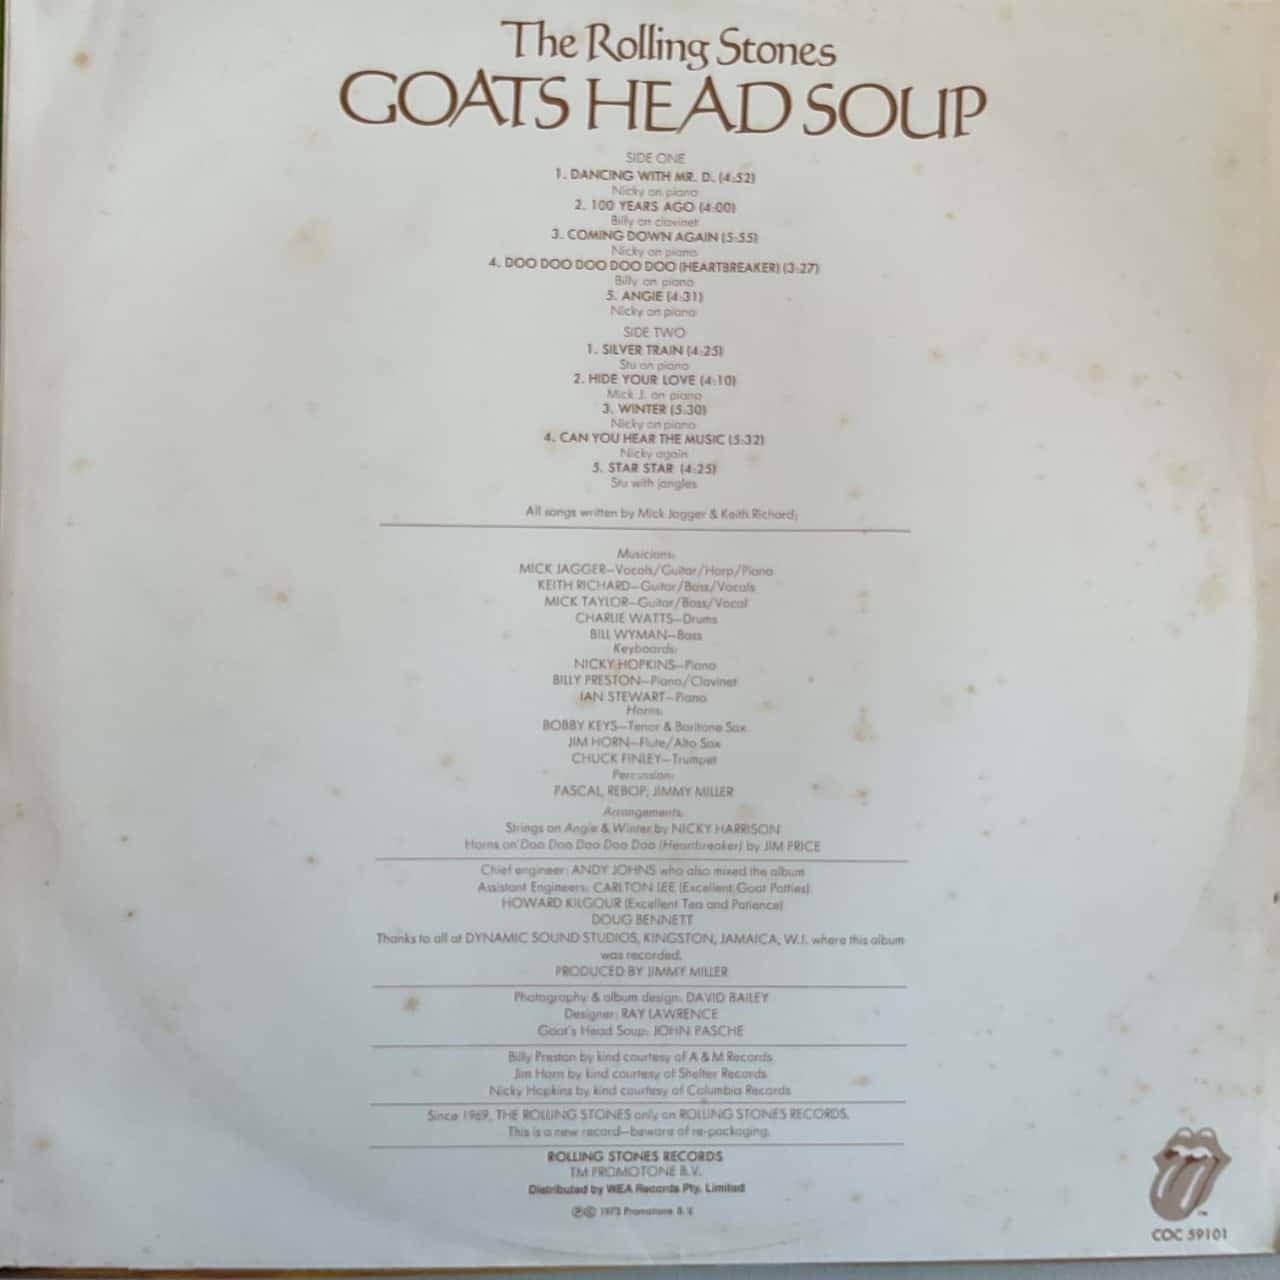 The Rolling Stones
GOATS HEAD SOUP
SIDE ONE
1. DANCING WITH MR. D. (4:52)
Nicky on piano
2. 100 YEARS AGO (4:00)
Billy on clavinet
3. COMING DOWN AGAIN (5:55)
Nicky on piano
4. DOO DOO DOO DOO DOO (HEARTBREAKER) (3:27)
Billy on piano
5. ANGIE (4:31)
Nicky on piano
SIDE TWO
1. SILVER TRAIN (4:25)
Stu on piano
2. HIDE YOUR LOVE (4:10)
Mick J. on piano
3. WINTER (5:30)
Nicky on piano
4. CAN YOU HEAR THE MUSIC (5:32)
Nicky again
5. STAR STAR (4:25)
Stu with jangles
All songs written by Mick Jagger & Keith Richard;
Musicians:
MICK JAGGER—Vocals/Guitar/Harp/Piano
KEITH RICHARD—Guitar/Bass/Vocals
MICK TAYLOR—Guitar/Bass/Vocal
CHARLIE WATTS—Drums
BILL WYMAN—Bass
Keyboards:
NICKY HOPKINS—Piano
BILLY PRESTON—Piano/Clavinet
IAN STEWART—Piano
Horns:
BOBBY KEYS—Tenor & Baritone Sax
JIM HORN—Flute/Alto Sax
CHUCK FINLEY—Trumpet
Percussion:
PASCAL, REBOP, JIMMY MILLER
Arrangements:
Strings on Angie & Winter by NICKY HARRISON
Horns on Doo Doo Doo Doo Doo (Heartbreaker) by JIM PRICE
Chief engineer: ANDY JOHNS who also mixed the album
Assistant Engineers: CARLTON LEE (Excellent Goat Patties)
HOWARD KILGOUR (Excellent Tea and Patience)
DOUG BENNETT
Thanks to all at DYNAMIC SOUND STUDIOS, KINGSTON, JAMAICA, W.I. where this album
was recorded.
PRODUCED BY JIMMY MILLER
Photography & album design: DAVID BAILEY
Designer: RAY LAWRENCE
Goat's Head Soup: JOHN PASCHE
Billy Preston by kind courtesy of A & M Records
Jim Horn by kind courtesy of Shelter Records
Nicky Hopkins by kind courtesy of Columbia Records
Since 1969, THE ROLLING STONES only on ROLLING STONES RECORDS.
This is a new record—beware of re-packaging.
ROLLING STONES RECORDS
TM PROMOTONE B.V.
Distributed by WEA Records Pty. Limited
℗© 1973 Promotone B.V.
TM
COC 59101